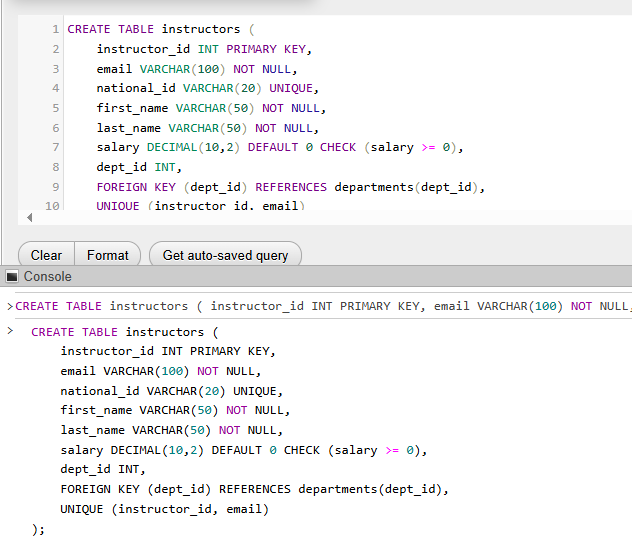 1 CREATE TABLE instructors (
2 instructor_id INT PRIMARY KEY,
3 email VARCHAR(100) NOT NULL,
4 national_id VARCHAR(20) UNIQUE,
5 first_name VARCHAR(50) NOT NULL,
6 last_name VARCHAR(50) NOT NULL,
7 salary DECIMAL(10,2) DEFAULT 0 CHECK (salary >= 0),
8 dept_id INT,
9 FOREIGN KEY (dept_id) REFERENCES departments(dept_id),
10 UNIQUE (instructor_id, email)
Clear Format Get auto-saved query
Console
>CREATE TABLE instructors ( instructor_id INT PRIMARY KEY, email VARCHAR(100) NOT NULL,
> CREATE TABLE instructors (
instructor_id INT PRIMARY KEY,
email VARCHAR(100) NOT NULL,
national_id VARCHAR(20) UNIQUE,
first_name VARCHAR(50) NOT NULL,
last_name VARCHAR(50) NOT NULL,
salary DECIMAL(10,2) DEFAULT 0 CHECK (salary >= 0),
dept_id INT,
FOREIGN KEY (dept_id) REFERENCES departments(dept_id),
UNIQUE (instructor_id, email)
);